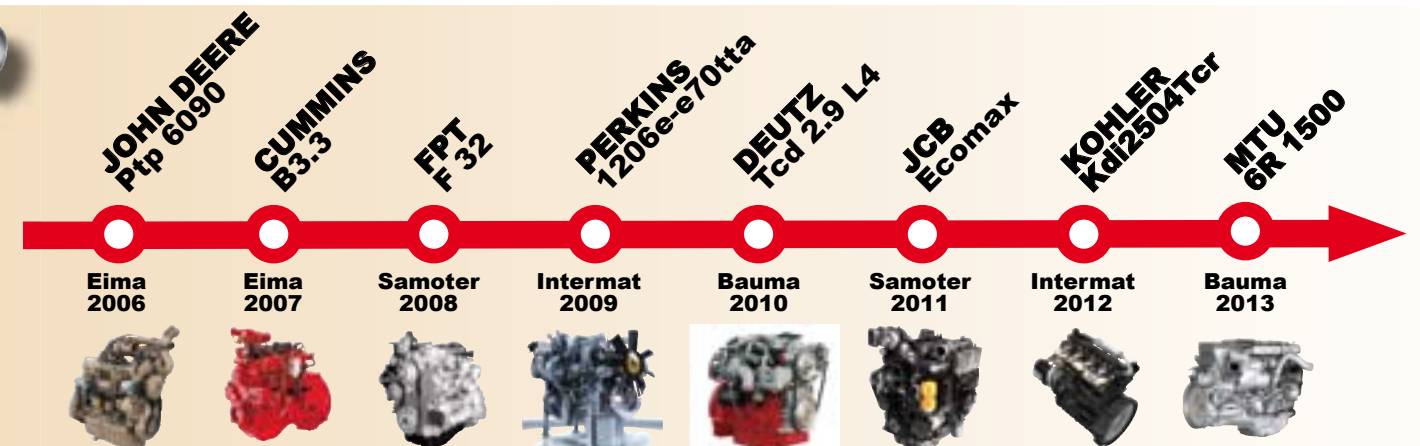 JOHN DEERE
Ptp 6090
CUMMINS
B3.3
FPT
F 32
PERKINS
1206e-e70tta
DEUTZ
Tcd 2.9 L4
JCB
Ecomax
KOHLER
Kdi2504Tcr
MTU
6R 1500
Eima
2006
Eima
2007
Samoter
2008
Intermat
2009
Bauma
2010
Samoter
2011
Intermat
2012
Bauma
2013